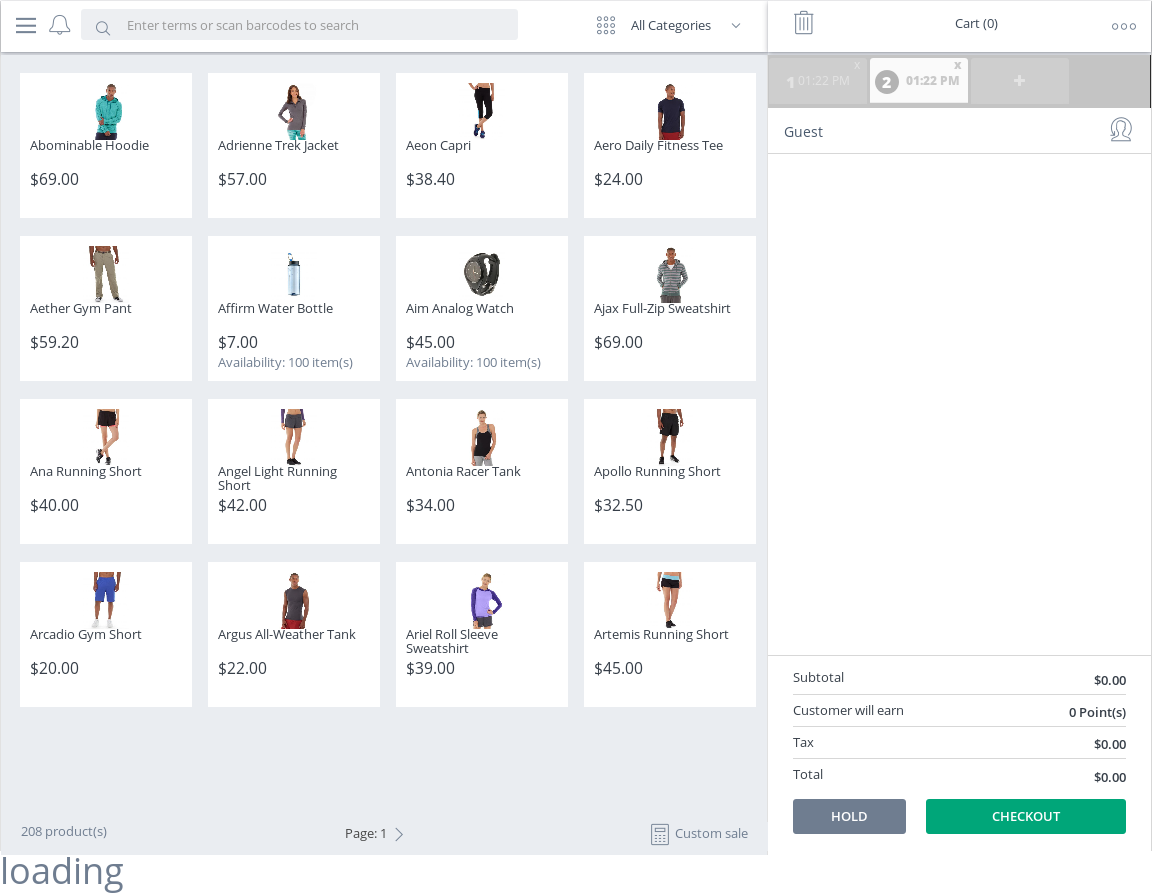 Enter terms or scan barcodes to search
All Categories
Cart (0)
1 01:22 PM x
2 01:22 PM x
+
Guest
Abominable Hoodie
$69.00
Adrienne Trek Jacket
$57.00
Aeon Capri
$38.40
Aero Daily Fitness Tee
$24.00
Aether Gym Pant
$59.20
Affirm Water Bottle
$7.00
Availability: 100 item(s)
Aim Analog Watch
$45.00
Availability: 100 item(s)
Ajax Full-Zip Sweatshirt
$69.00
Ana Running Short
$40.00
Angel Light Running
Short
$42.00
Antonia Racer Tank
$34.00
Apollo Running Short
$32.50
Arcadio Gym Short
$20.00
Argus All-Weather Tank
$22.00
Ariel Roll Sleeve
Sweatshirt
$39.00
Artemis Running Short
$45.00
Subtotal $0.00
Customer will earn 0 Point(s)
Tax $0.00
Total $0.00
HOLD
CHECKOUT
208 product(s)
Page: 1
Custom sale
loading